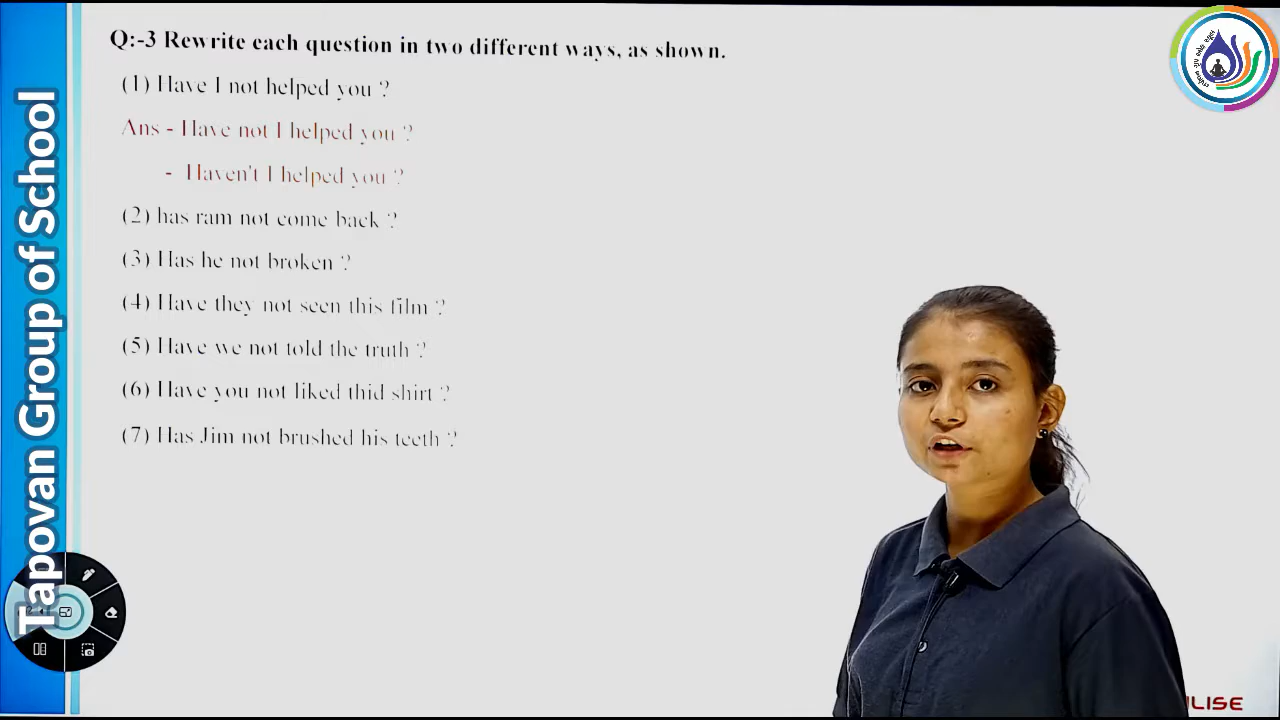 Tapovan Group of School
Q:-3 Rewrite each question in two different ways, as shown.
(1) Have I not helped you ?
Ans - Have not I helped you ?
- Haven't I helped you ?
(2) has ram not come back ?
(3) Has he not broken ?
(4) Have they not seen this film ?
(5) Have we not told the truth ?
(6) Have you not liked thid shirt ?
(7) Has Jim not brushed his teeth ?